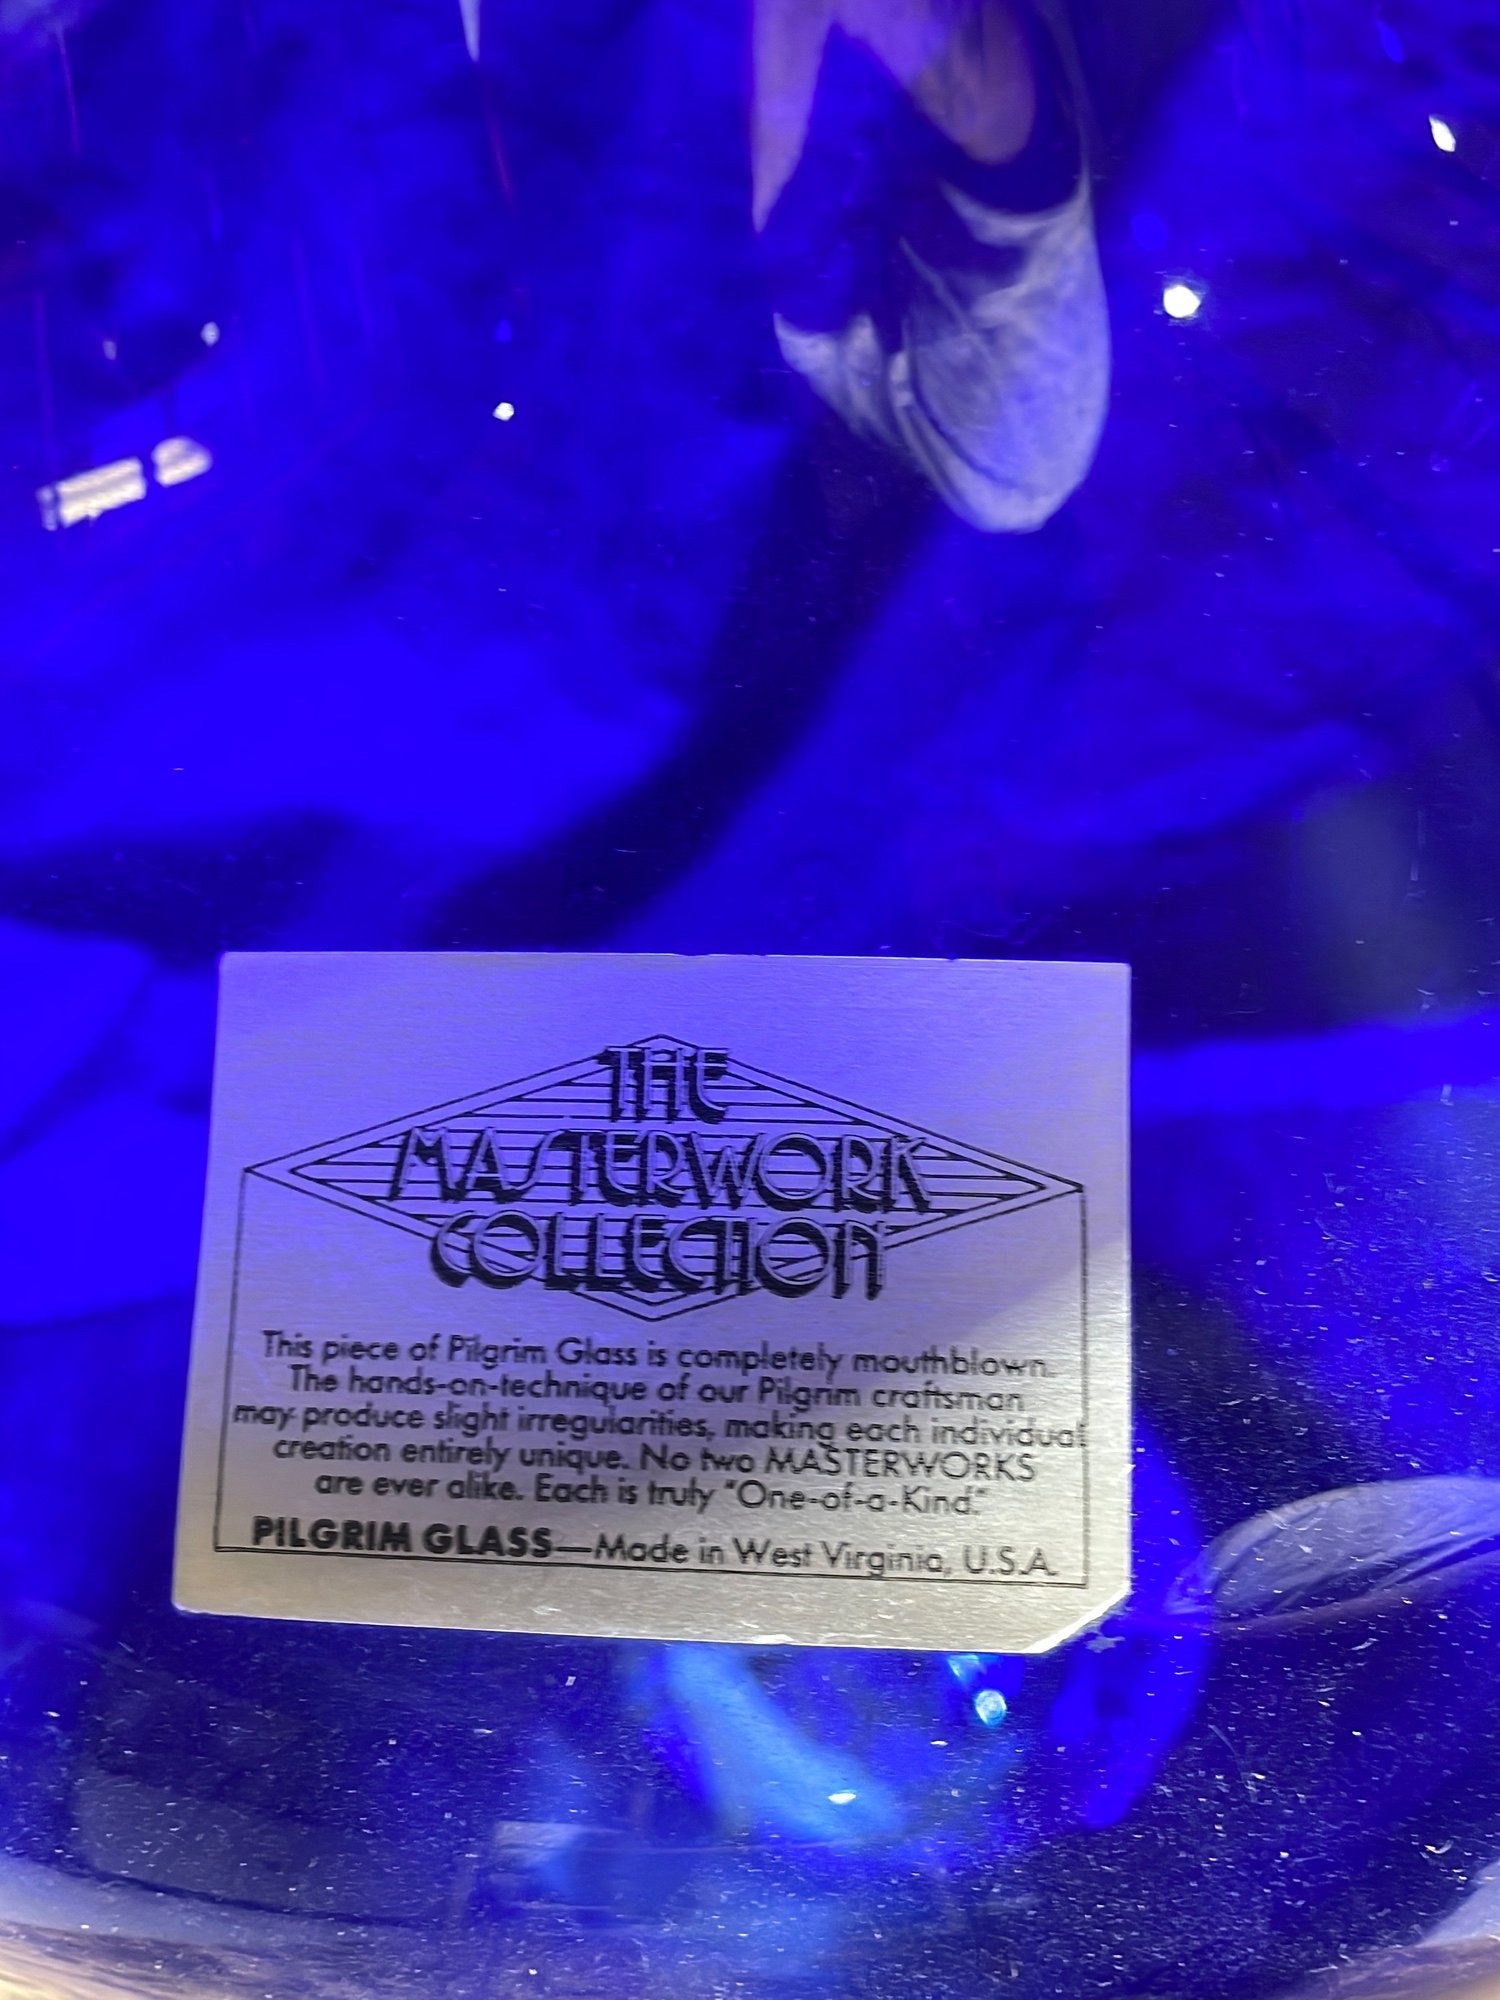 THE
MASTERWORK
COLLECTION
This piece of Pilgrim Glass is completely mouthblown.
The hands-on-technique of our Pilgrim craftsman
may produce slight irregularities, making each individual
creation entirely unique. No two MASTERWORKS
are ever alike. Each is truly "One-of-a-Kind."
PILGRIM GLASS—Made in West Virginia, U.S.A.